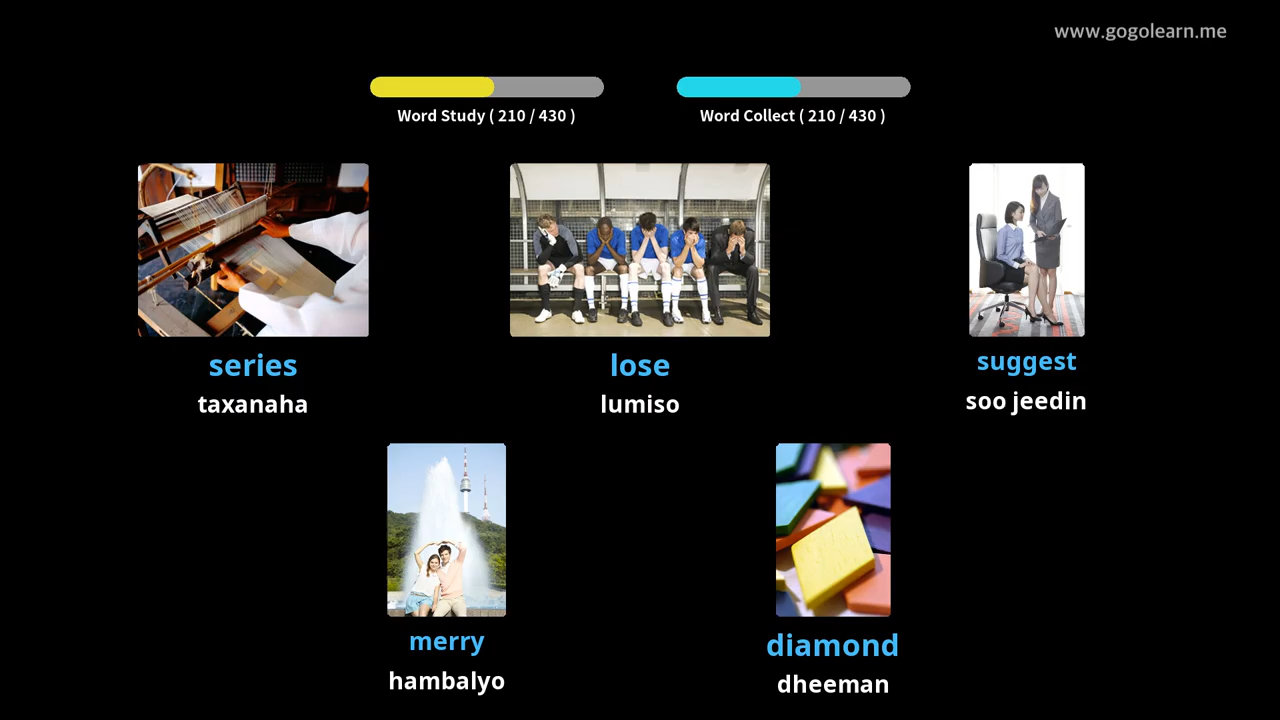 www.gogolearn.me
Word Study ( 210 / 430 )
Word Collect ( 210 / 430 )
series
taxanaha
lose
lumiso
suggest
soo jeedin
merry
hambalyo
diamond
dheeman